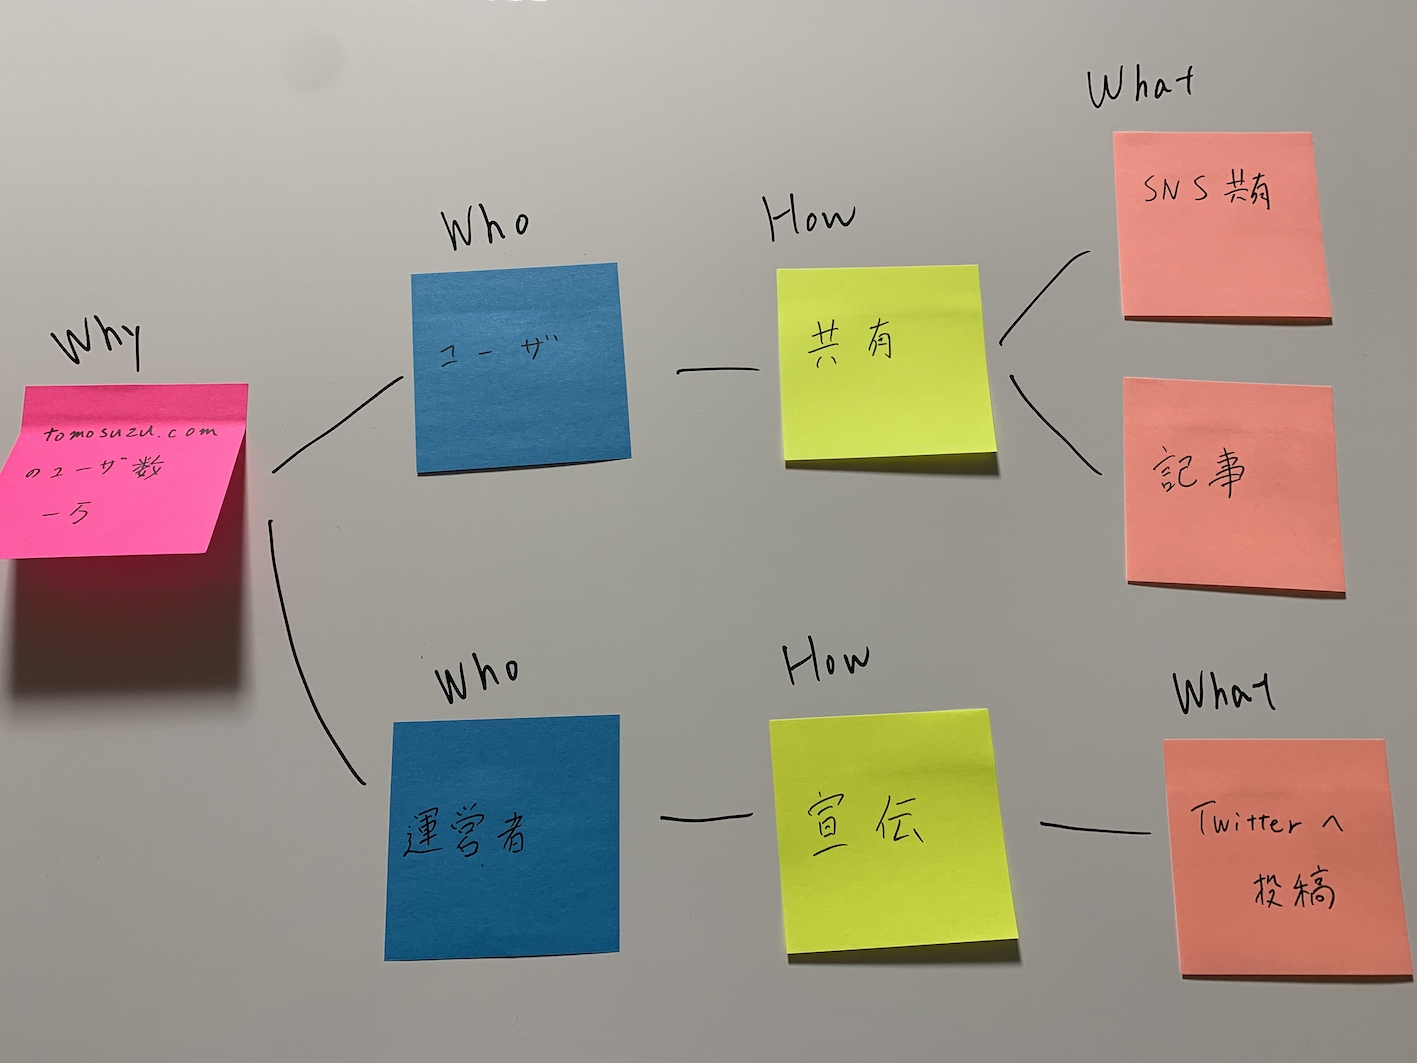 Why
tomosuzu.com
のユーザ数
一万
Who
ユーザ
How
共有
What
SNS共有
記事
Who
運営者
How
宣伝
What
Twitterへ
投稿